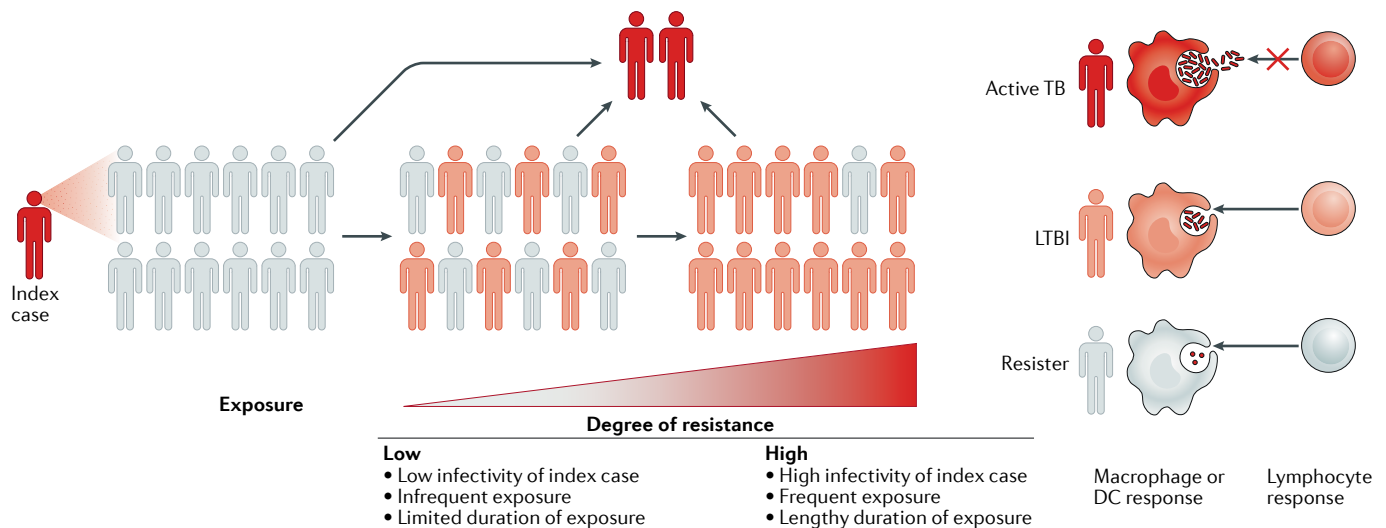 Active TB
Index
case
LTBI
Resister
Exposure
Degree of resistance
Low
• Low infectivity of index case
• Infrequent exposure
• Limited duration of exposure
High
• High infectivity of index case
• Frequent exposure
• Lengthy duration of exposure
Macrophage or
DC response
Lymphocyte
response